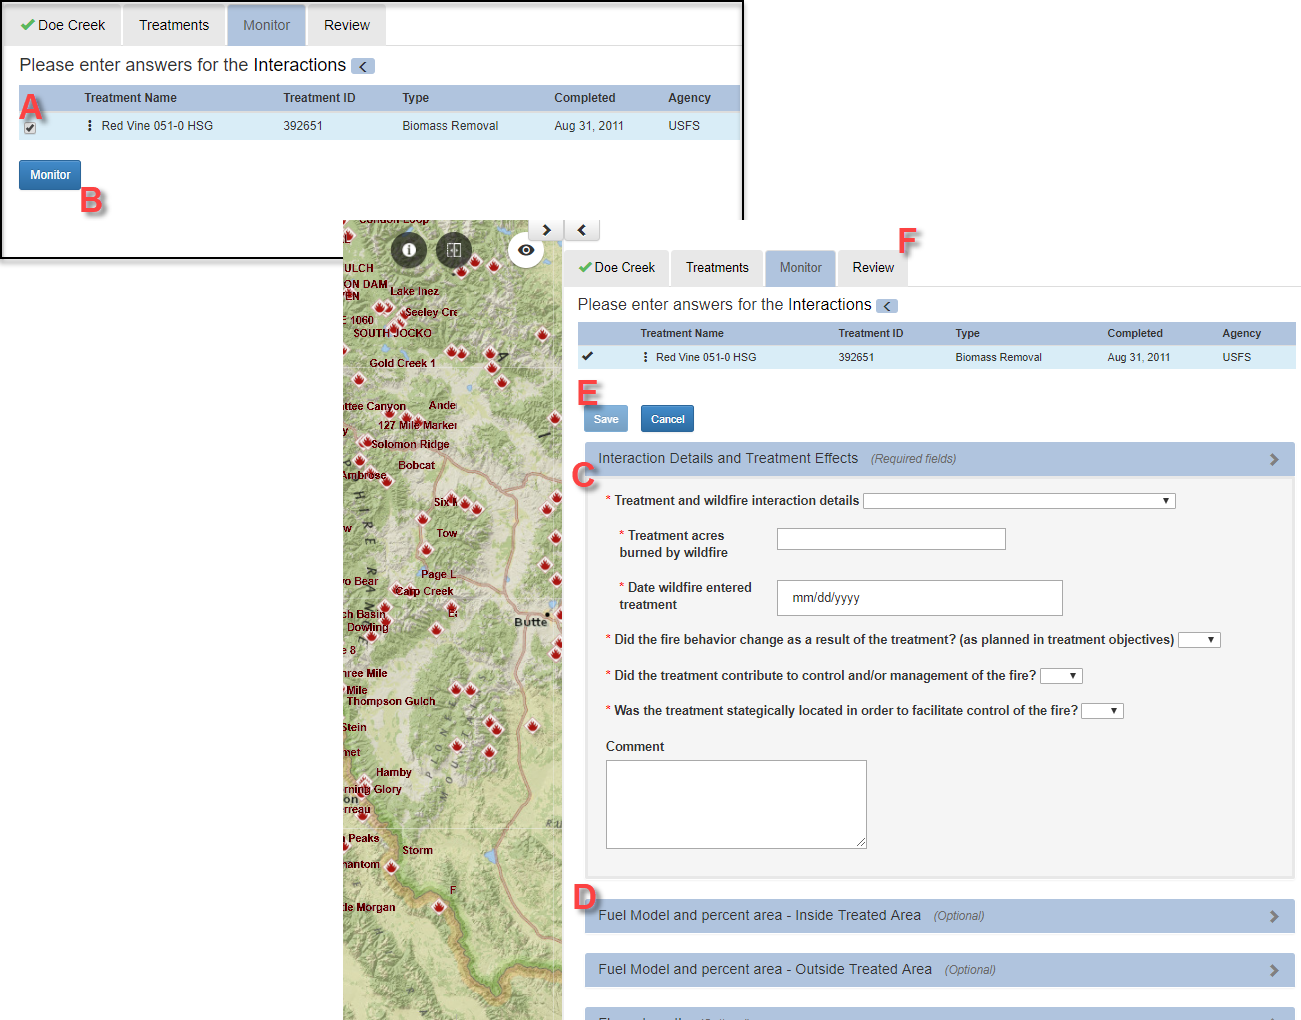 Doe Creek Treatments Monitor Review
Please enter answers for the Interactions
A
Treatment Name Treatment ID Type Completed Agency
Red Vine 051-0 HSG 392651 Biomass Removal Aug 31, 2011 USFS
Monitor
B
F
Doe Creek Treatments Monitor Review
Please enter answers for the Interactions
Treatment Name Treatment ID Type Completed Agency
Red Vine 051-0 HSG 392651 Biomass Removal Aug 31, 2011 USFS
E
Save Cancel
C
Interaction Details and Treatment Effects (Required fields)
* Treatment and wildfire interaction details
* Treatment acres
burned by wildfire
* Date wildfire entered
treatment
mm/dd/yyyy
* Did the fire behavior change as a result of the treatment? (as planned in treatment objectives)
* Did the treatment contribute to control and/or management of the fire?
* Was the treatment stategically located in order to facilitate control of the fire?
Comment
D
Fuel Model and percent area - Inside Treated Area (Optional)
Fuel Model and percent area - Outside Treated Area (Optional)
ULCH
ON DAM
Lake Inez
Seeley Cre
1060
SOUTH JOCKO
Gold Creek 1
ttee Canyon
Ande
127 Mile Marker
Solomon Ridge
Bobcat
Ambrose
Six M
Tow
Page L
vo Bear
Carp Creek
ch Basin
Dowling
Butte
e 8
hree Mile
Mile
Thompson Gulch
Stein
met
Hamby
rning Glory
on
rreau
Peaks
Storm
hantom
F
le Morgan